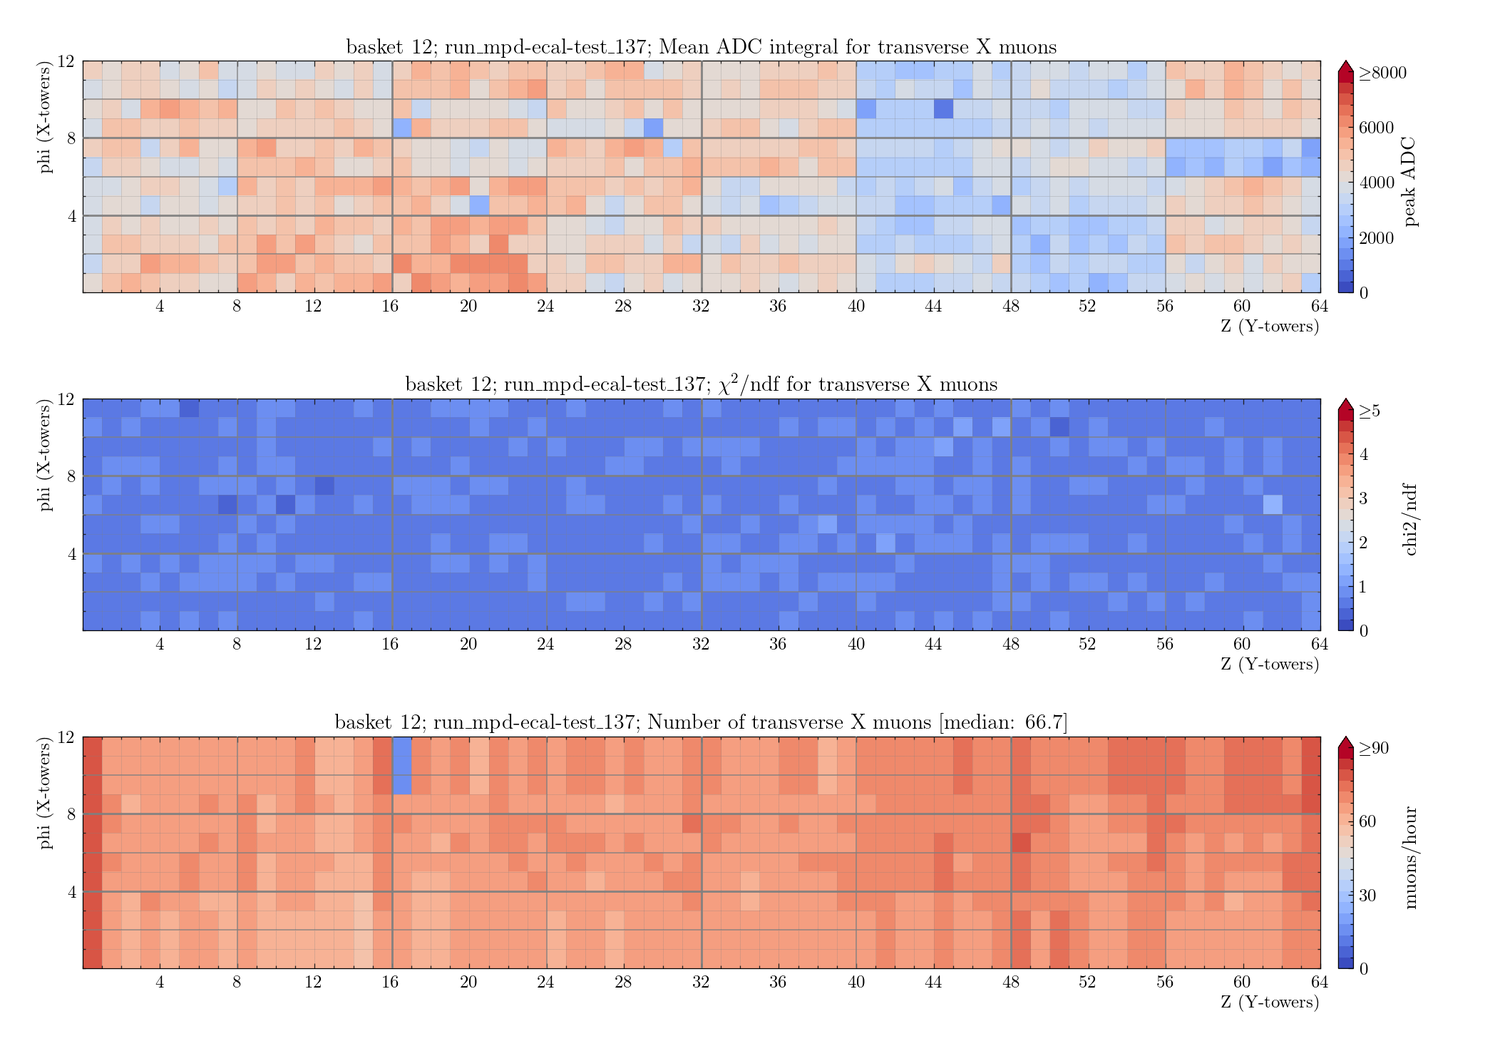 basket 12; run_mpd-ecal-test_137; Mean ADC integral for transverse X muons
phi (X-towers)
12
8
4
4 8 12 16 20 24 28 32 36 40 44 48 52 56 60 64
Z (Y-towers)
≥8000
6000
4000
2000
0
peak ADC
basket 12; run_mpd-ecal-test_137; χ²/ndf for transverse X muons
phi (X-towers)
12
8
4
4 8 12 16 20 24 28 32 36 40 44 48 52 56 60 64
Z (Y-towers)
≥5
4
3
2
1
0
chi2/ndf
basket 12; run_mpd-ecal-test_137; Number of transverse X muons [median: 66.7]
phi (X-towers)
12
8
4
4 8 12 16 20 24 28 32 36 40 44 48 52 56 60 64
Z (Y-towers)
≥90
60
30
0
muons/hour